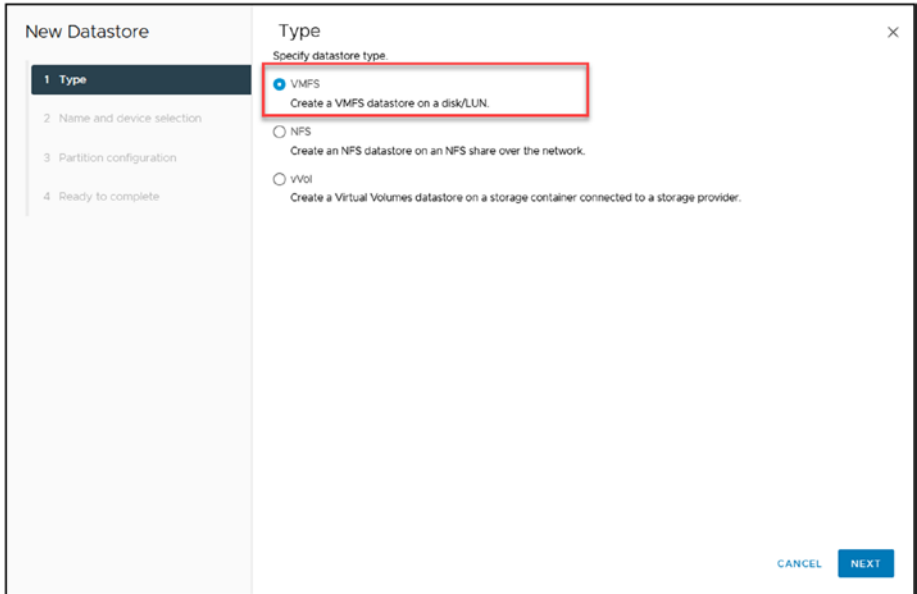 New Datastore
1 Type
2 Name and device selection
3 Partition configuration
4 Ready to complete
Type
Specify datastore type.
VMFS
Create a VMFS datastore on a disk/LUN.
NFS
Create an NFS datastore on an NFS share over the network.
vVol
Create a Virtual Volumes datastore on a storage container connected to a storage provider.
CANCEL
NEXT